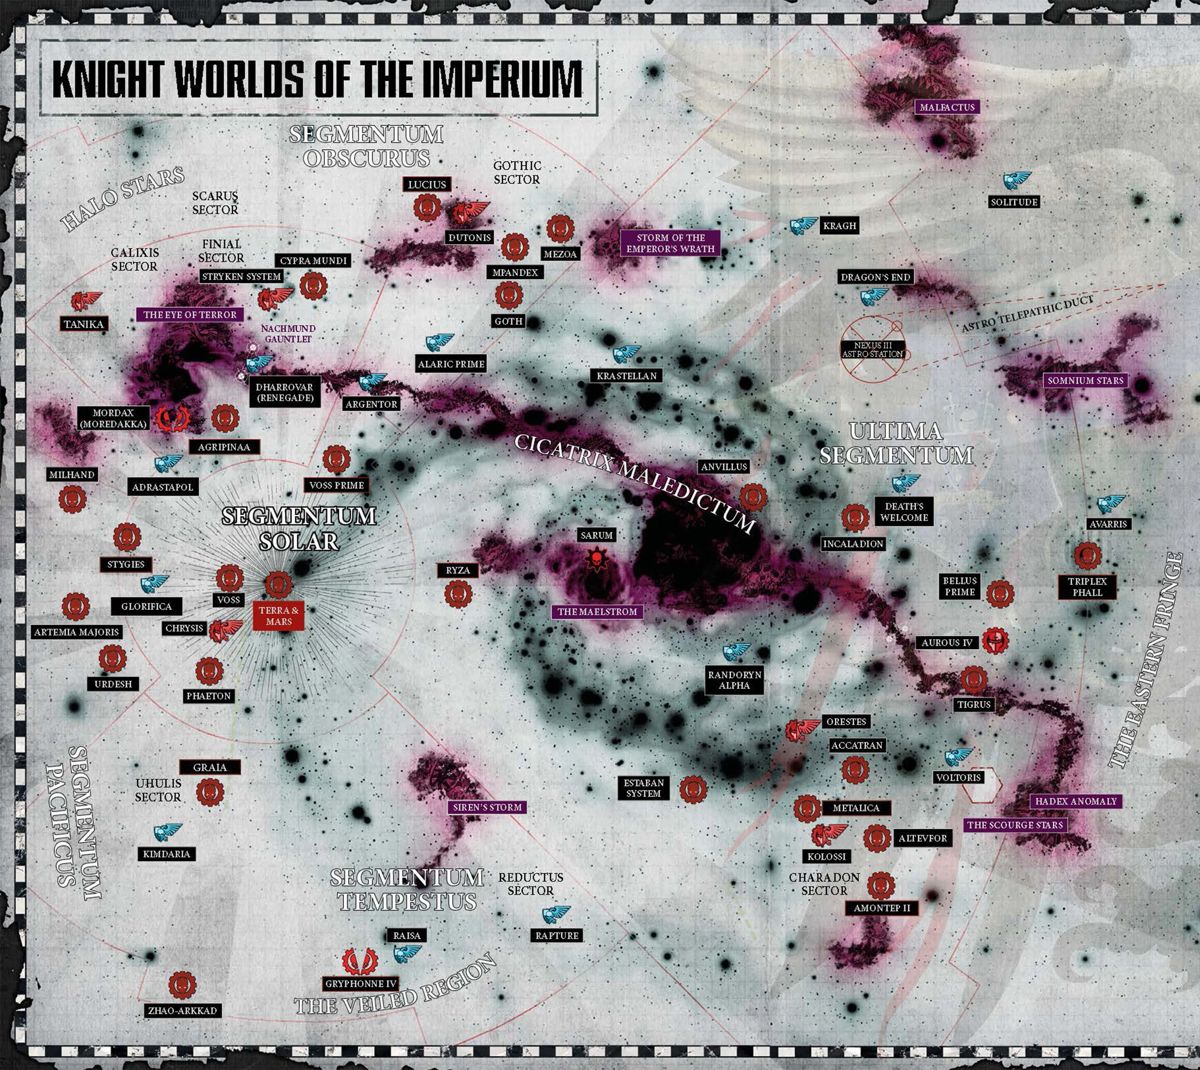 KNIGHT WORLDS OF THE IMPERIUM
MALFACTUS
SEGMENTUM
OBSCURUS
GOTHIC
SECTOR
HALO STARS
SCARUS
SECTOR
LUCIUS
SOLITUDE
KRAGH
DUTONIS
MEZOA
STORM OF THE
EMPEROR'S WRATH
CALIXIS
SECTOR
FINIAL
SECTOR
CYPRA MUNDI
STRYKEN SYSTEM
MPANDEX
DRAGON'S END
ASTRO TELEPATHIC DUCT
TANIKA
THE EYE OF TERROR
GOTH
NACHMUND
GAUNTLET
NEXUS III
ASTRO STATION
ALARIC PRIME
KRASTELLAN
SOMNIUM STARS
DHARROVAR
(RENEGADE)
ARGENTOR
MORDAX
(MOREDAKKA)
AGRIPINAA
CICATRIX MALEDICTUM
ULTIMA
SEGMENTUM
MILHAND
ADRASTAPOL
VOSS PRIME
ANVILLUS
DEATH'S
WELCOME
AVARRIS
SEGMENTUM
SOLAR
SARUM
INCALADION
STYGIES
RYZA
BELLUS
PRIME
TRIPLEX
PHALL
GLORIFICA
VOSS
TERRA &
MARS
THE MAELSTROM
ARTEMIA MAJORIS
CHRYSIS
AUROUS IV
THE EASTERN FRINGE
URDESH
PHAETON
RANDORYN
ALPHA
TIGRUS
ORESTES
ACCATRAN
SEGMENTUM
PACIFICUS
GRAIA
UHULIS
SECTOR
ESTABAN
SYSTEM
VOLTORIS
SIREN'S STORM
METALICA
HADEX ANOMALY
THE SCOURGE STARS
KIMDARIA
KOLOSSI
ALTEVFOR
SEGMENTUM
TEMPESTUS
REDUCTUS
SECTOR
CHARADON
SECTOR
AMONTEP II
RAISA
RAPTURE
GRYPHONNE IV
THE VEILED REGION
ZHAO-ARKKAD